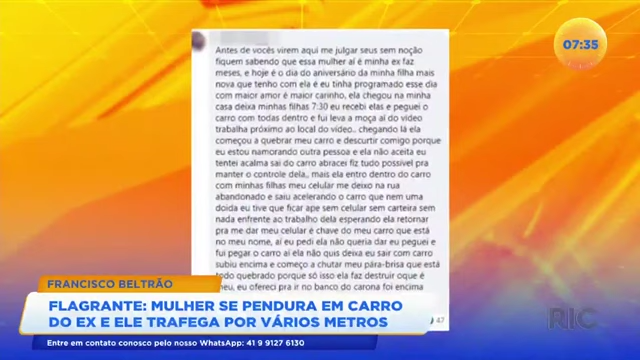 07:35
Antes de vocês virem aqui me julgar seus sem noção
fiquem sabendo que essa mulher aí é minha ex faz
meses, e hoje é o dia do aniversário da minha filha mais
nova que tenho com ela é eu tinha programado esse dia
com maior amor é maior carinho, ela chegou na minha
casa deixa minhas filhas 7:30 eu recebi elas e peguei o
carro com todas dentro e fui leva a moça aí do vídeo
trabalha próximo ao local do vídeo.. chegando lá ela
começou a quebrar meu carro e descurtir comigo porque
eu estou namorando outra pessoa e ela não aceita eu
tentei acalma saí do carro abracei fiz tudo possível pra
manter o controle dela,. mais ela entro dentro do carro
com minhas filhas meu celular me deixo na rua
abandonado e saiu acelerando o carro que nem uma
doida eu tive que ficar ape sem celular sem carteira sem
nada enfrente ao trabalho dela esperando ela retornar
pra me dar meu celular é chave do meu carro que está
no meu nome, aí eu pedi ela não queria dar eu peguei e
fui pegar o carro aí ela não quis deixa eu sair com carro
subiu encima e começo a chutar meu pára-brisa que está
todo quebrado porque só isso ela faz destruir oque é
meu, eu ofereci pra ir no banco do carona foi encima
47
FRANCISCO BELTRÃO
FLAGRANTE: MULHER SE PENDURA EM CARRO
DO EX E ELE TRAFEGA POR VÁRIOS METROS
RIC
Entre em contato conosco pelo nosso WhatsApp: 41 9 9127 6130